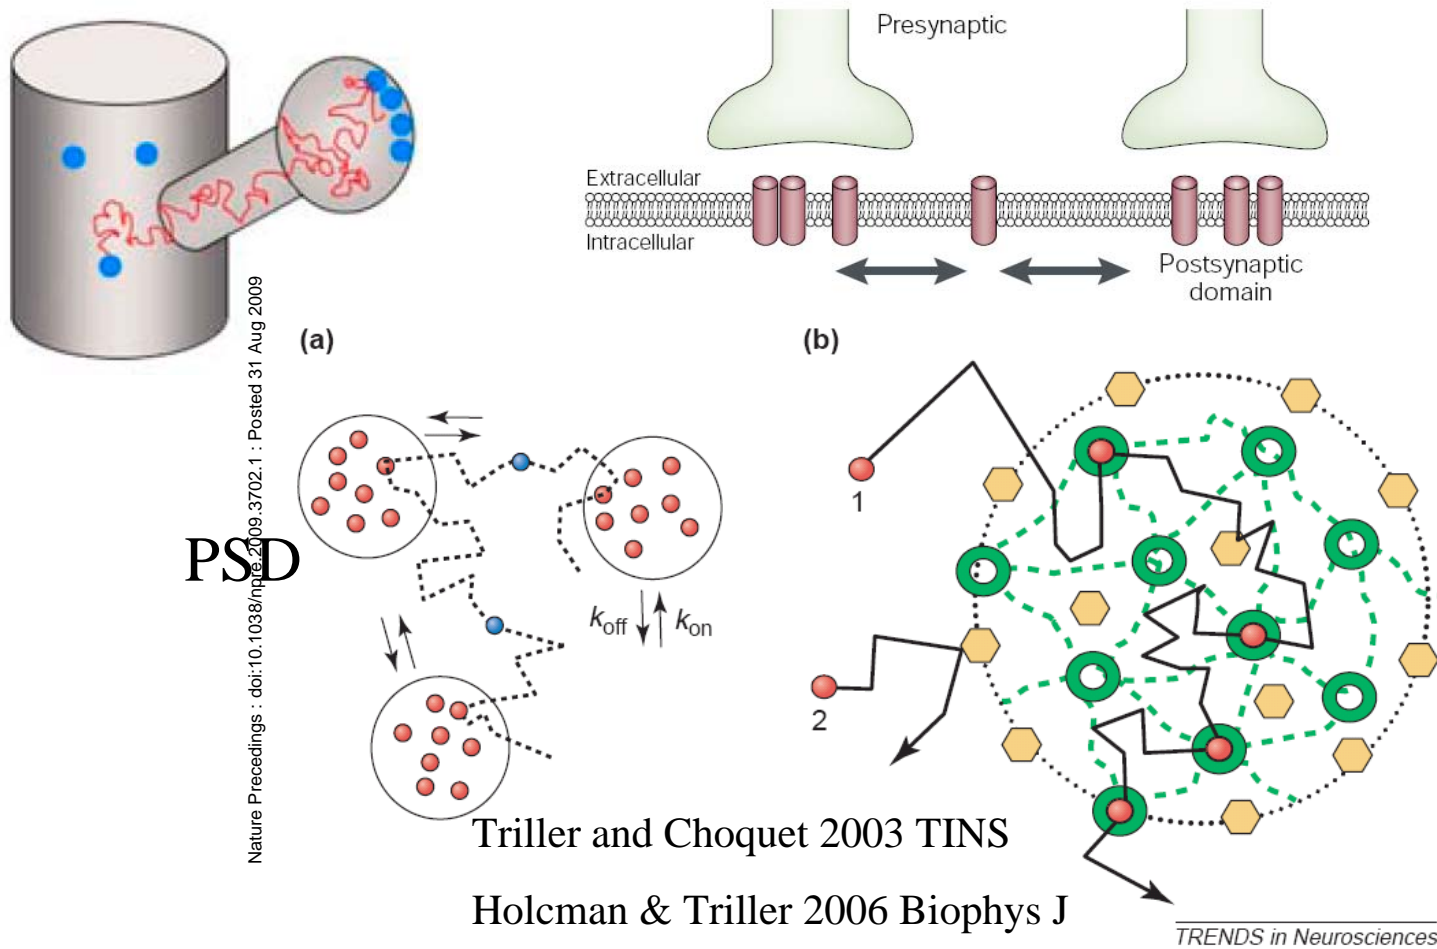 Presynaptic
Extracellular
Intracellular
Postsynaptic
domain
(a)
(b)
1
PSD
koff
kon
2
Triller and Choquet 2003 TINS
Holcman & Triller 2006 Biophys J
TRENDS in Neurosciences
Nature Precedings : doi:10.1038/npre.2009.3702.1 : Posted 31 Aug 2009